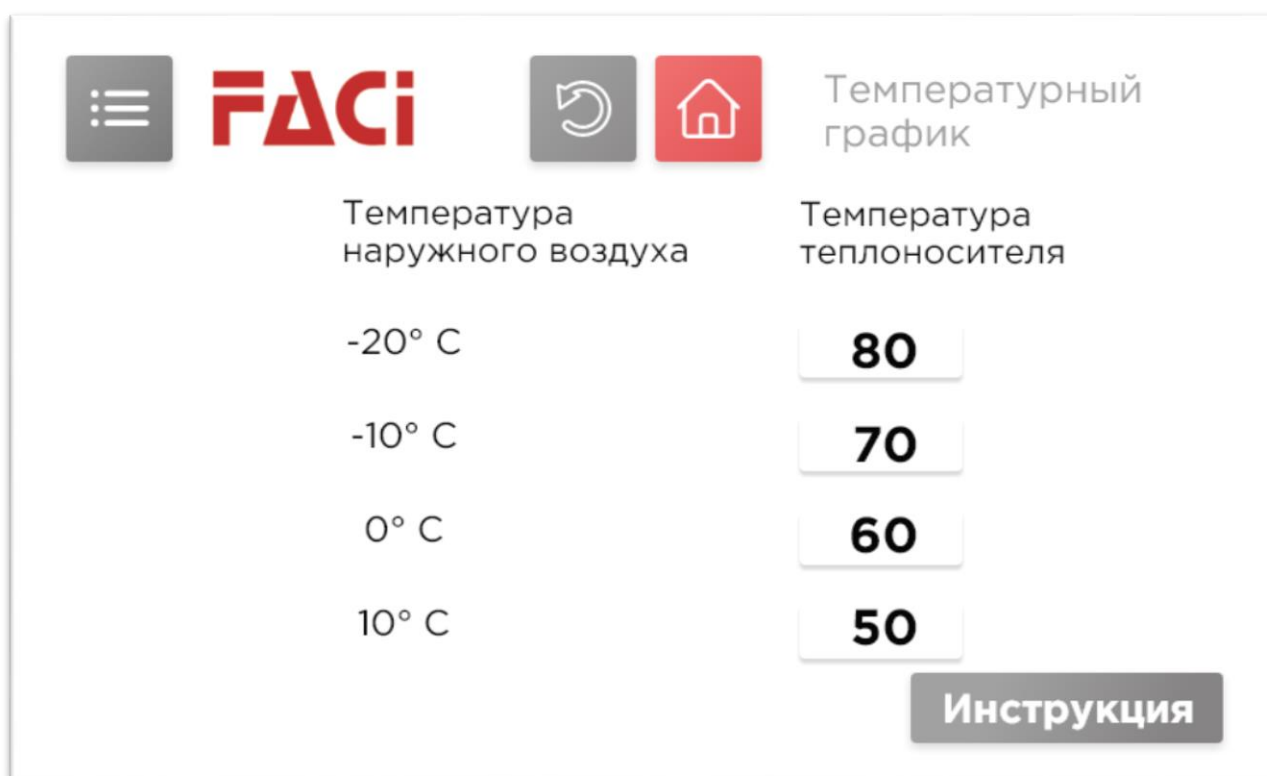 FACi
Температурный
график
Температура
наружного воздуха
Температура
теплоносителя
-20° C
80
-10° C
70
0° C
60
10° C
50
Инструкция